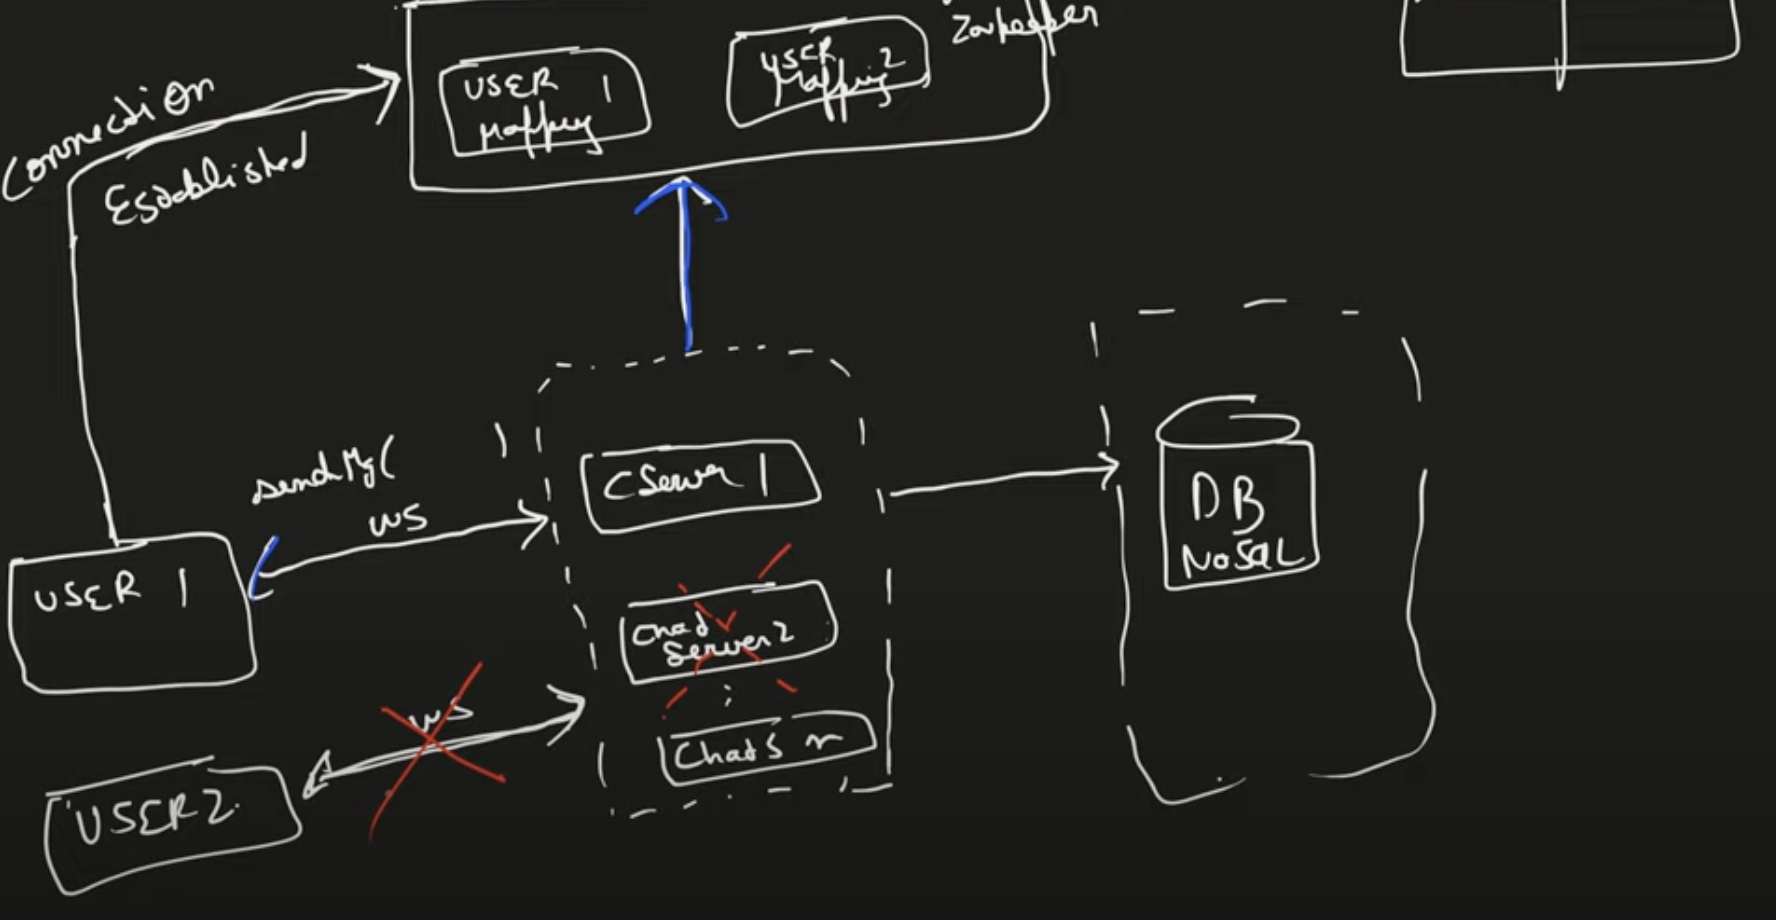 Zookeeper
USER 1
Mapping
USER
Mapping 2
Connection
Established
sendMg( )
WS
CServer 1
USER 1
DB
NoSQL
Chat
Server 2
WS
Chat S n
USER 2